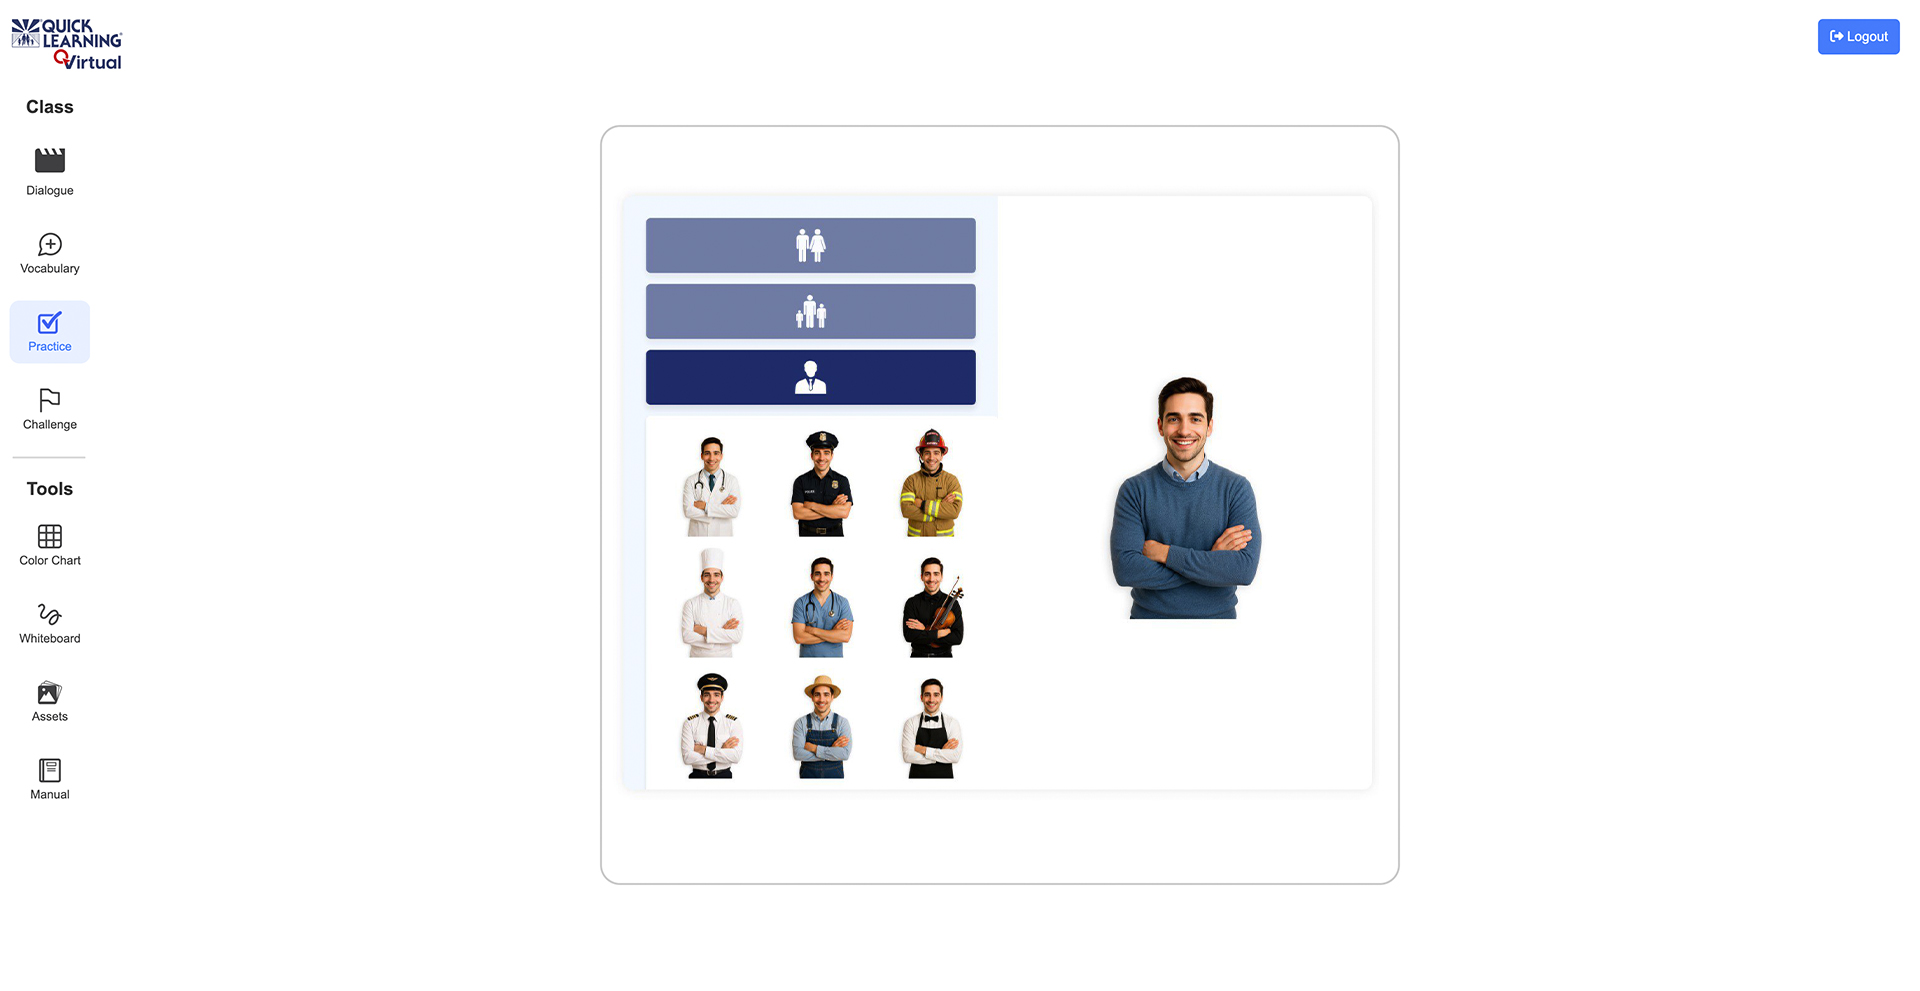 QUICK
LEARNING
Virtual
Logout
Class
Dialogue
Vocabulary
Practice
Challenge
Tools
Color Chart
Whiteboard
Assets
Manual